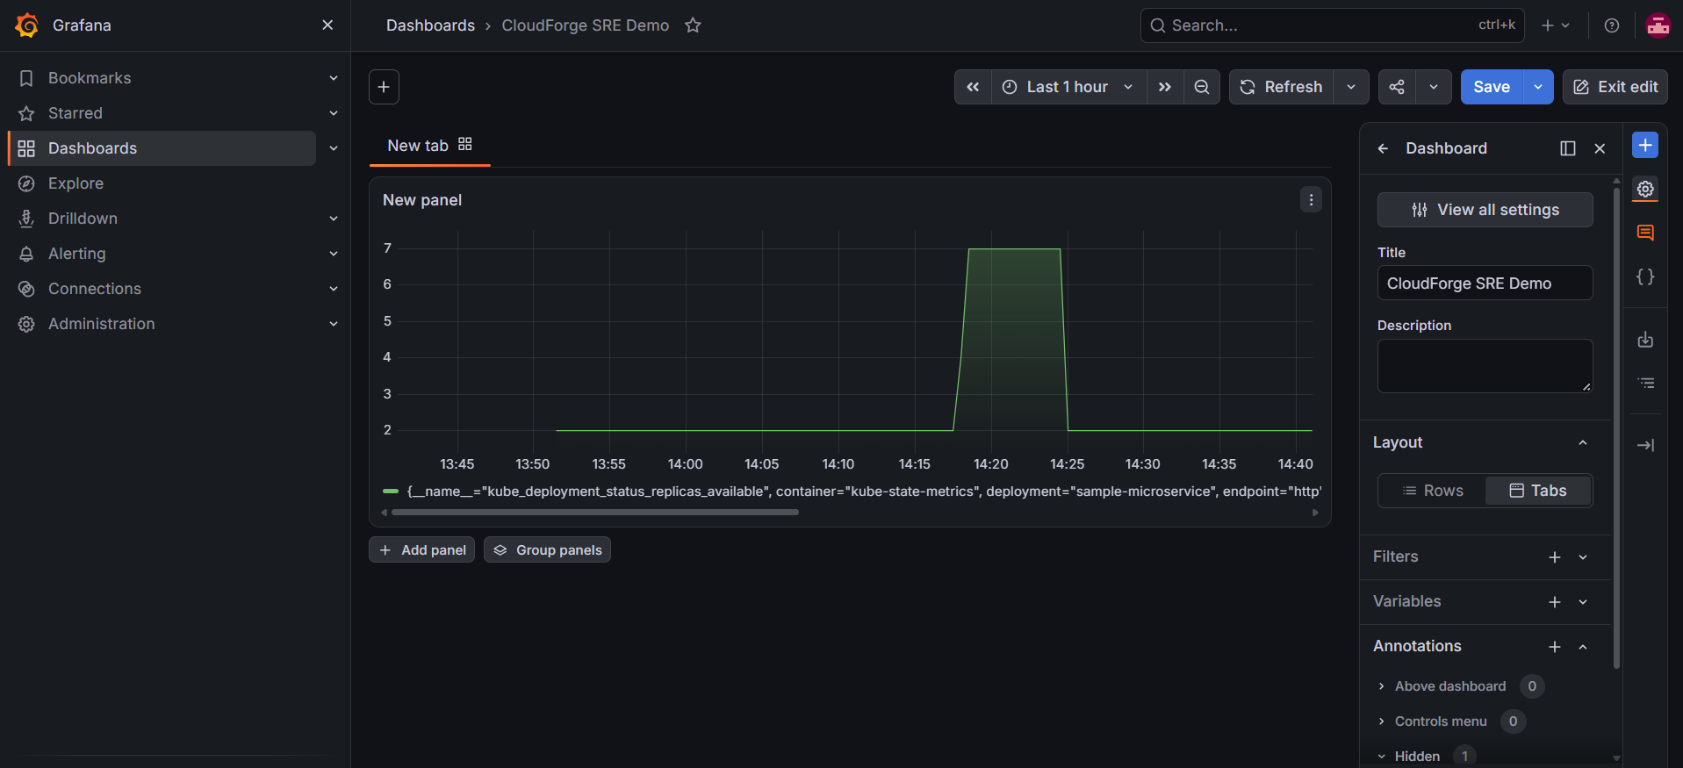 Grafana
Dashboards › CloudForge SRE Demo
Search... ctrl+k
Bookmarks
Starred
Dashboards
Explore
Drilldown
Alerting
Connections
Administration
Last 1 hour
Refresh
Save
Exit edit
New tab
New panel
7
6
5
4
3
2
13:45 13:50 13:55 14:00 14:05 14:10 14:15 14:20 14:25 14:30 14:35 14:40
{__name__="kube_deployment_status_replicas_available", container="kube-state-metrics", deployment="sample-microservice", endpoint="http"
Add panel
Group panels
Dashboard
View all settings
Title
CloudForge SRE Demo
Description
Layout
Rows Tabs
Filters
Variables
Annotations
Above dashboard 0
Controls menu 0
Hidden 1